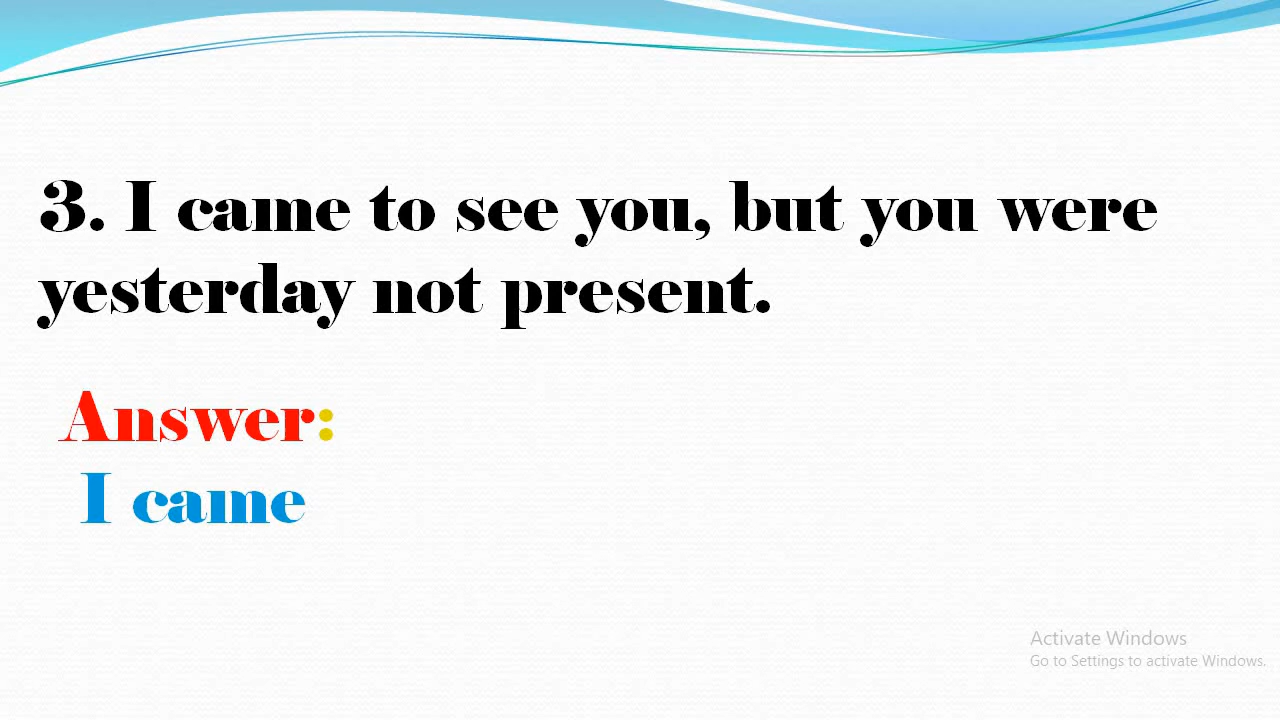 3. I came to see you, but you were
yesterday not present.
Answer:
I came
Activate Windows
Go to Settings to activate Windows.